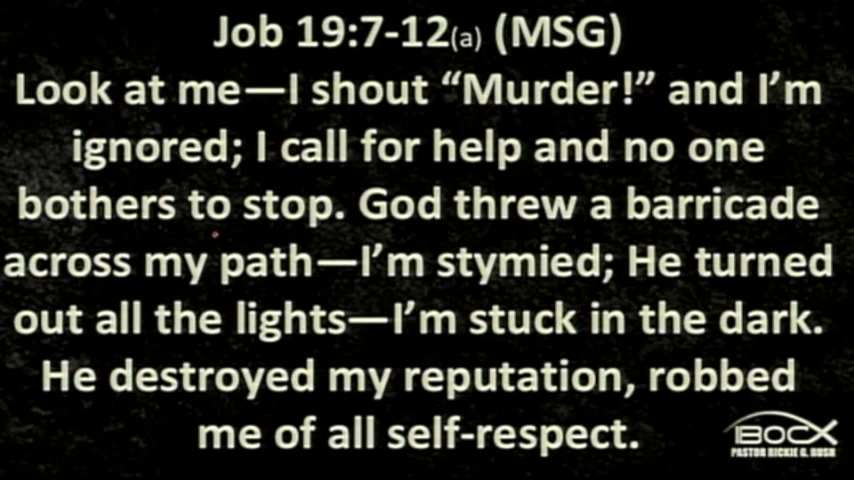 Job 19:7-12(a) (MSG)
Look at me—I shout “Murder!” and I’m
ignored; I call for help and no one
bothers to stop. God threw a barricade
across my path—I’m stymied; He turned
out all the lights—I’m stuck in the dark.
He destroyed my reputation, robbed
me of all self-respect.
IBOCX
PASTOR RICKIE G. RUSH